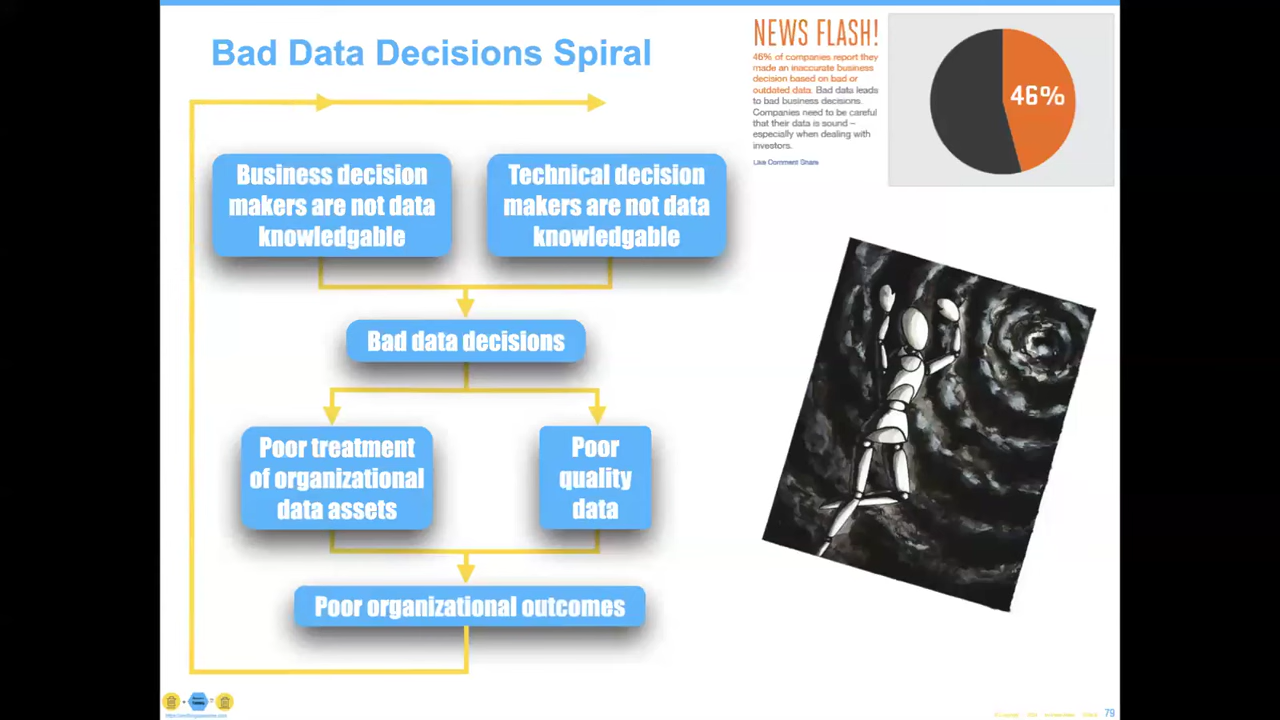 Bad Data Decisions Spiral
NEWS FLASH!
46% of companies report they
made an inaccurate business
decision based on bad or
outdated data. Bad data leads
to bad business decisions.
Companies need to be careful
that their data is sound –
especially when dealing with
investors.
Like Comment Share
46%
Business decision
makers are not data
knowledgable
Technical decision
makers are not data
knowledgable
Bad data decisions
Poor treatment
of organizational
data assets
Poor
quality
data
Poor organizational outcomes
79